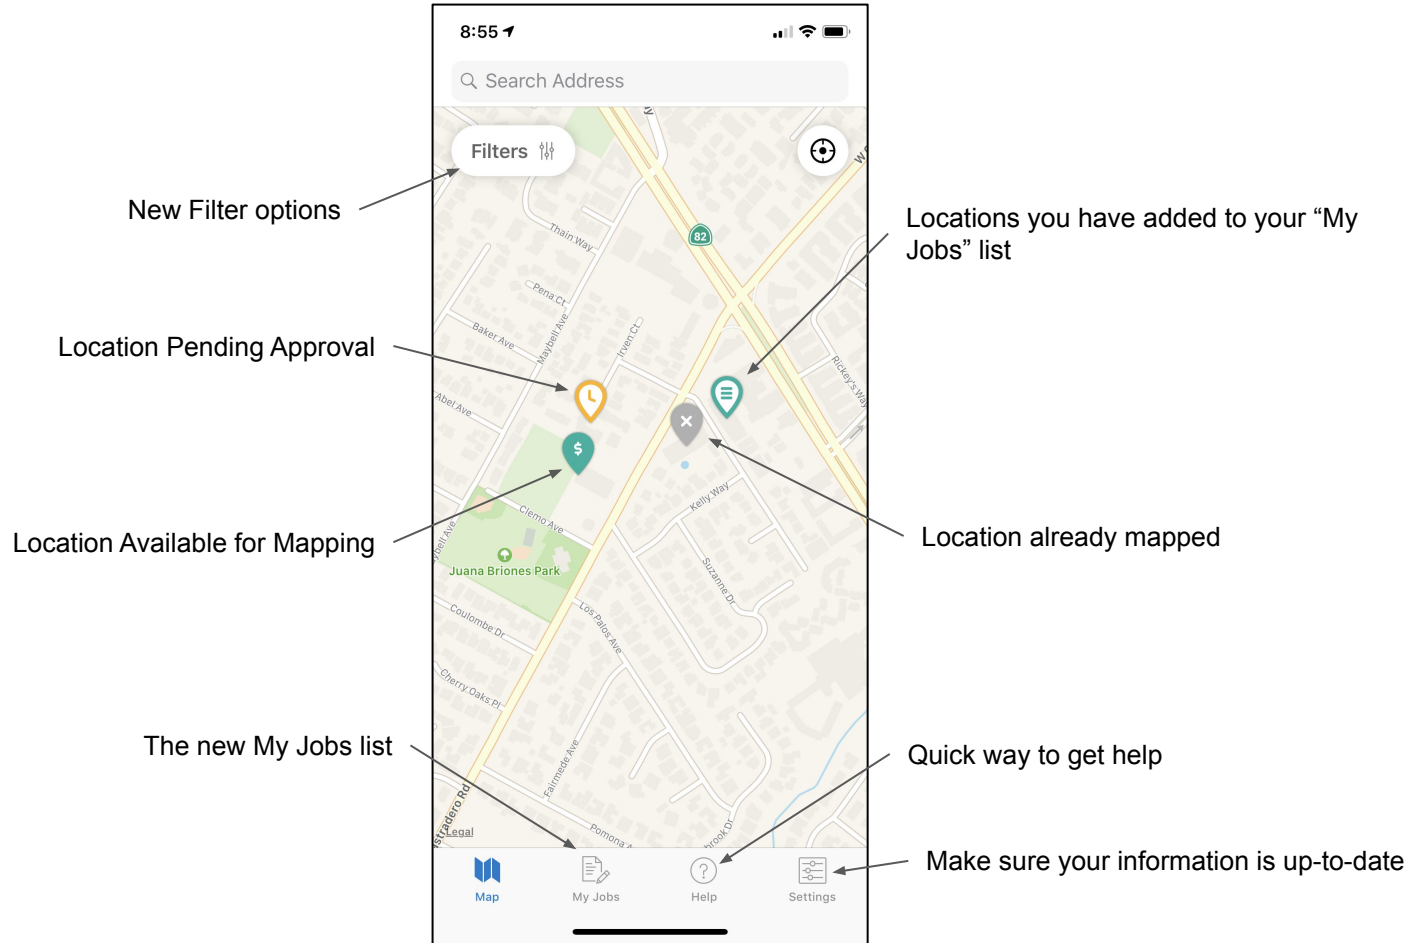 8:55
Search Address
Filters
New Filter options
Locations you have added to your “My
Jobs” list
82
Thain Way
Pena Ct
Baker Ave
Maybell Ave
Irven Ct
Rickey's Way
Location Pending Approval
Abel Ave
$
Kelly Way
Clemo Ave
Location Available for Mapping
Location already mapped
Juana Briones Park
Suzanne Dr
Coulombe Dr
Los Palos Ave
Cherry Oaks Pl
The new My Jobs list
Fairmede Ave
Quick way to get help
Legal
Pomona
Make sure your information is up-to-date
Map
My Jobs
?
Help
Settings